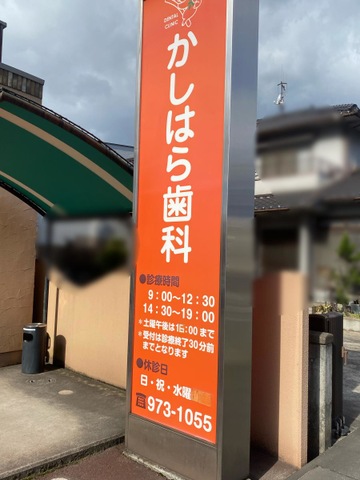 DENTAL
CLINIC
かしはら歯科
●診療時間
9:00〜12:30
14:30〜19:00
＊土曜午後は16:00まで
＊受付は診療終了30分前
までとなります
●休診日
日・祝・水曜
☎973-1055